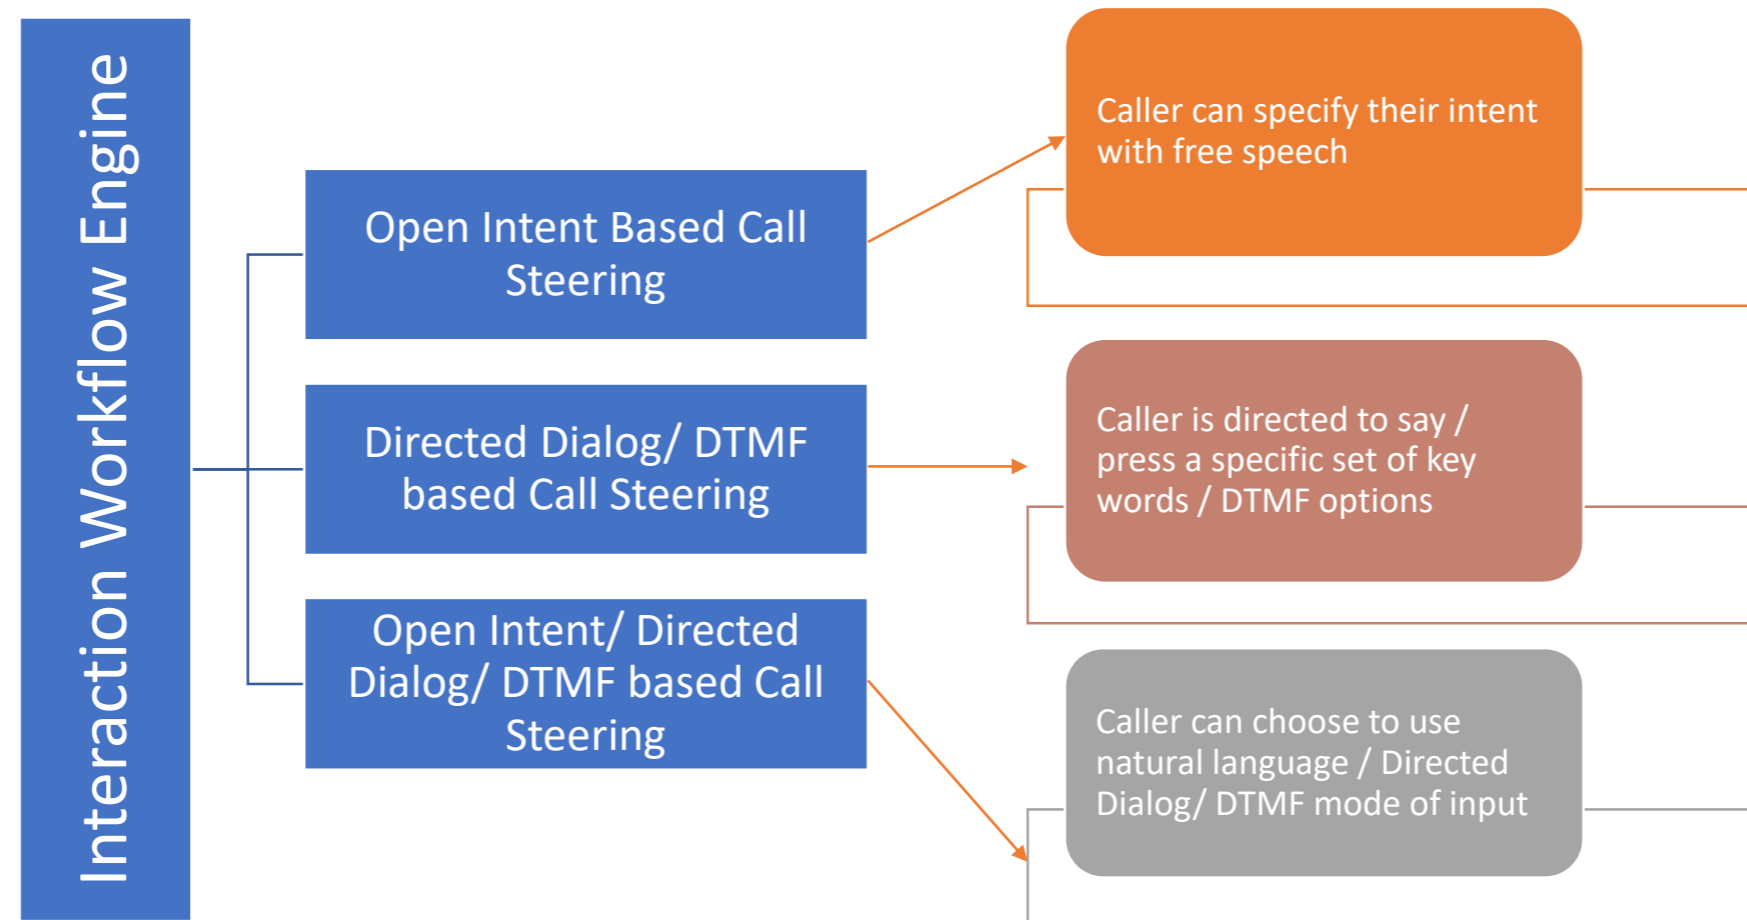 Interaction Workflow Engine
Open Intent Based Call
Steering
Directed Dialog/ DTMF
based Call Steering
Open Intent/ Directed
Dialog/ DTMF based Call
Steering
Caller can specify their intent
with free speech
Caller is directed to say /
press a specific set of key
words / DTMF options
Caller can choose to use
natural language / Directed
Dialog/ DTMF mode of input